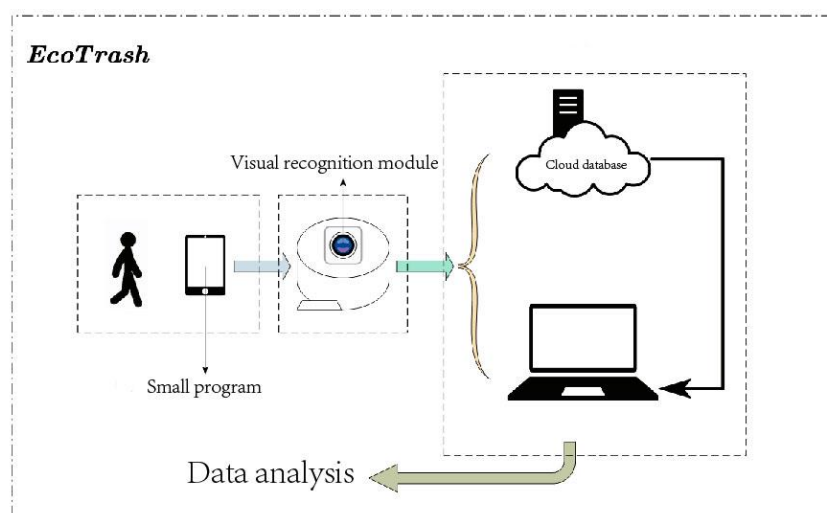 EcoTrash
Cloud database
Visual recognition module
Small program
Data analysis